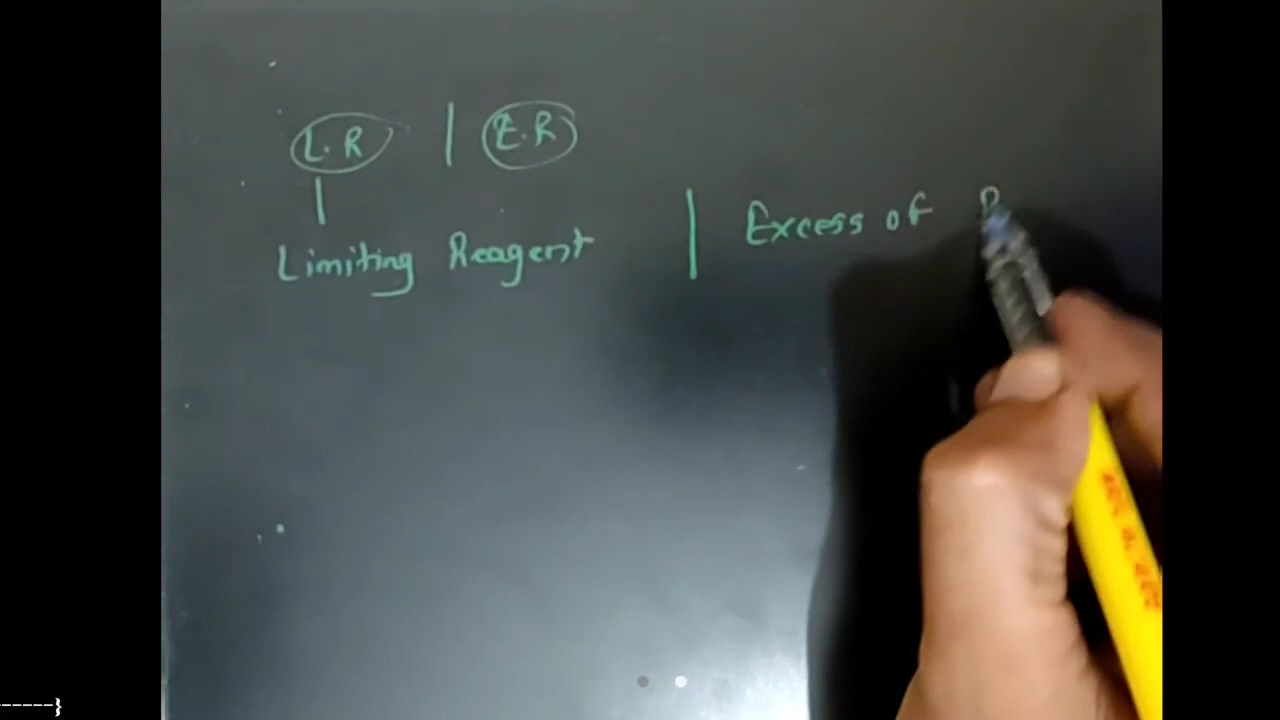 L.R | E.R
Limiting Reagent | Excess of R
------}